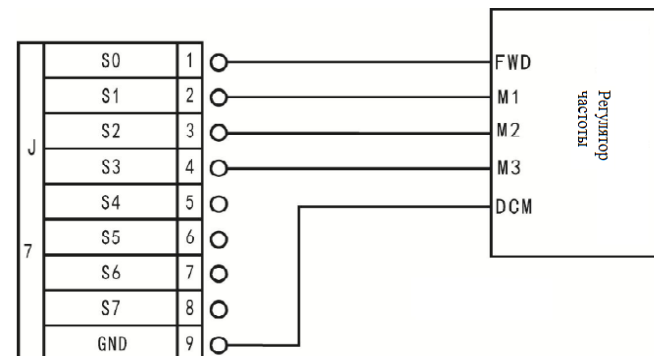 S0 1 FWD
S1 2 M1
S2 3 M2
J
S3 4 M3
S4 5 DCM
S5 6
7
S6 7
S7 8
GND 9
Регулятор
частоты